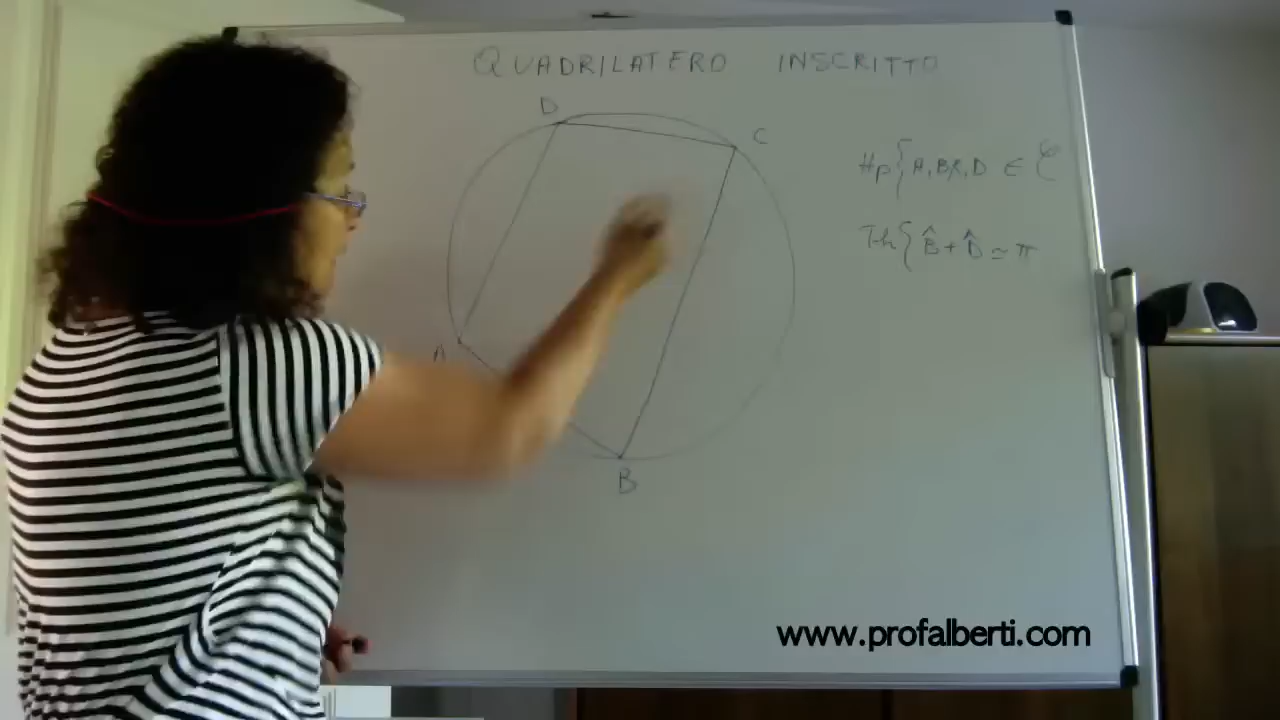 QUADRILATERO INSCRITTO
D
C
Hp{A,B,C,D ∈ C
Th{B̂+D̂ ≃ π
A
B
www.profalberti.com